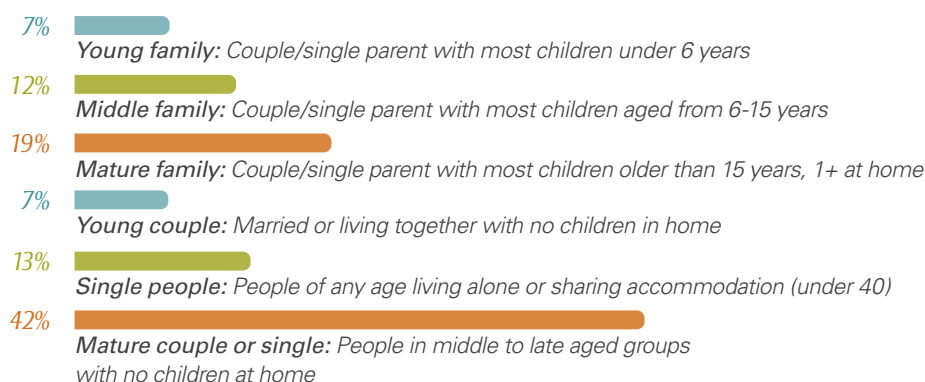 7%
Young family: Couple/single parent with most children under 6 years
12%
Middle family: Couple/single parent with most children aged from 6-15 years
19%
Mature family: Couple/single parent with most children older than 15 years, 1+ at home
7%
Young couple: Married or living together with no children in home
13%
Single people: People of any age living alone or sharing accommodation (under 40)
42%
Mature couple or single: People in middle to late aged groups
with no children at home